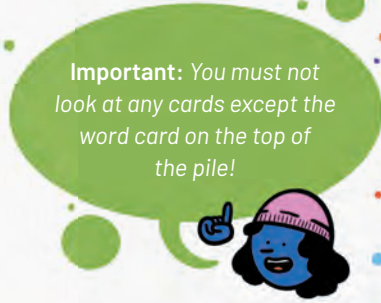 Important: You must not
look at any cards except the
word card on the top of
the pile!